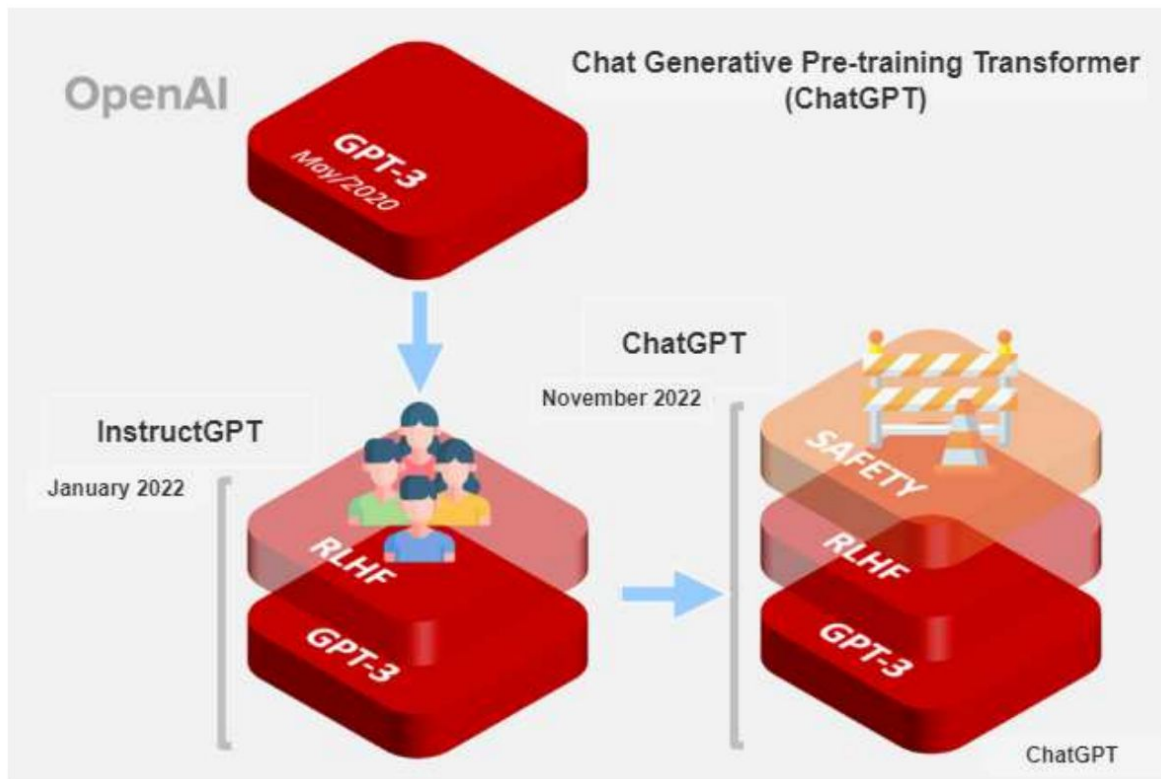 OpenAI
Chat Generative Pre-training Transformer
(ChatGPT)
GPT-3
May/2020
ChatGPT
November 2022
InstructGPT
January 2022
RLHF
GPT-3
SAFETY
RLHF
GPT-3
ChatGPT